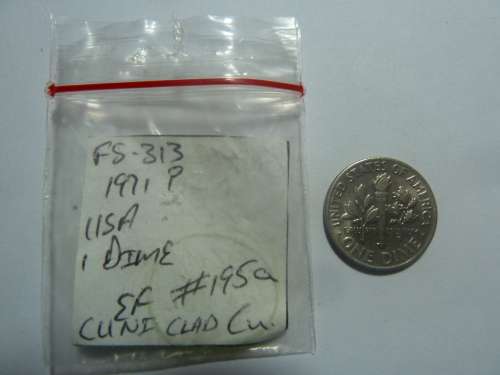 FS-313
1971 P
USA
1 DIME
EF #195a
CUNI CLAD Cu.
UNITED STATES OF AMERICA
ONE DIME